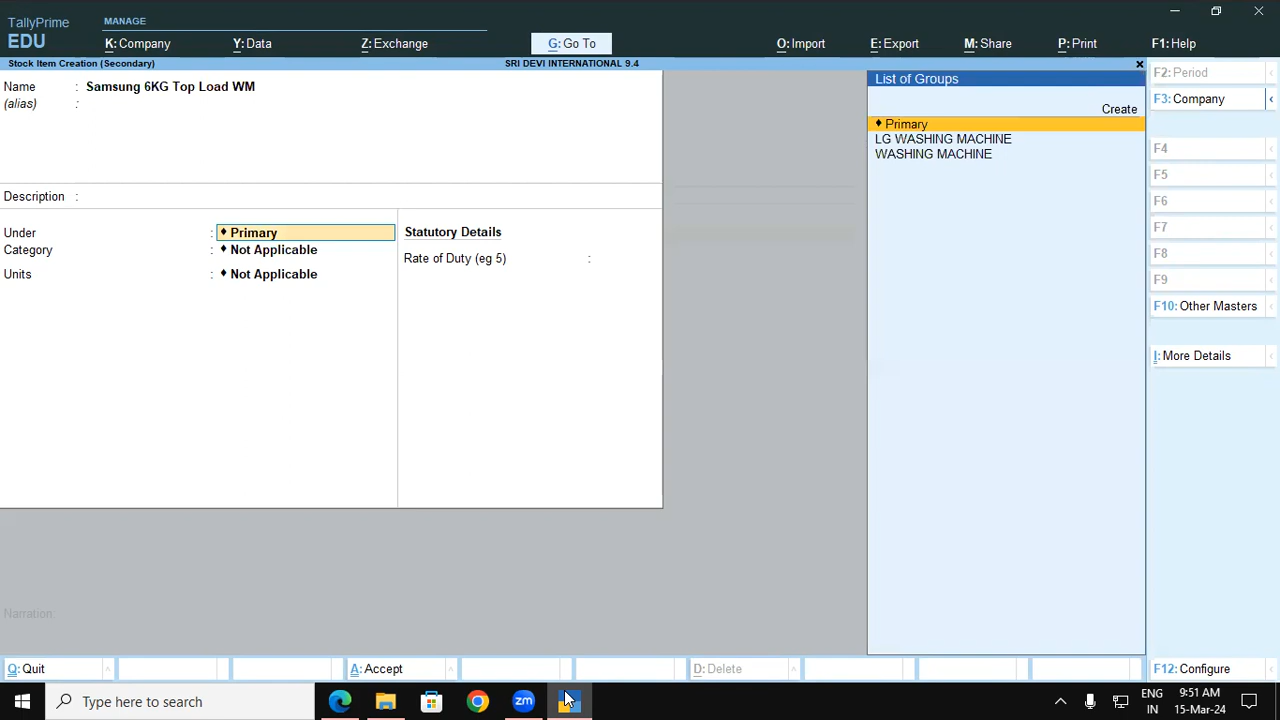 TallyPrime
EDU
MANAGE
K: Company
Y: Data
Z: Exchange
G: Go To
O: Import
E: Export
M: Share
P: Print
F1: Help
Stock Item Creation (Secondary)
SRI DEVI INTERNATIONAL 9.4
Name : Samsung 6KG Top Load WM
(alias) :
Description :
Under : ♦ Primary
Category : ♦ Not Applicable
Units : ♦ Not Applicable
Statutory Details
Rate of Duty (eg 5) :
List of Groups
Create
♦ Primary
LG WASHING MACHINE
WASHING MACHINE
F2: Period
F3: Company
F4
F5
F6
F7
F8
F9
F10: Other Masters
I: More Details
Narration
Q: Quit
A: Accept
D: Delete
F12: Configure
Type here to search
zm
ENG
IN
9:51 AM
15-Mar-24